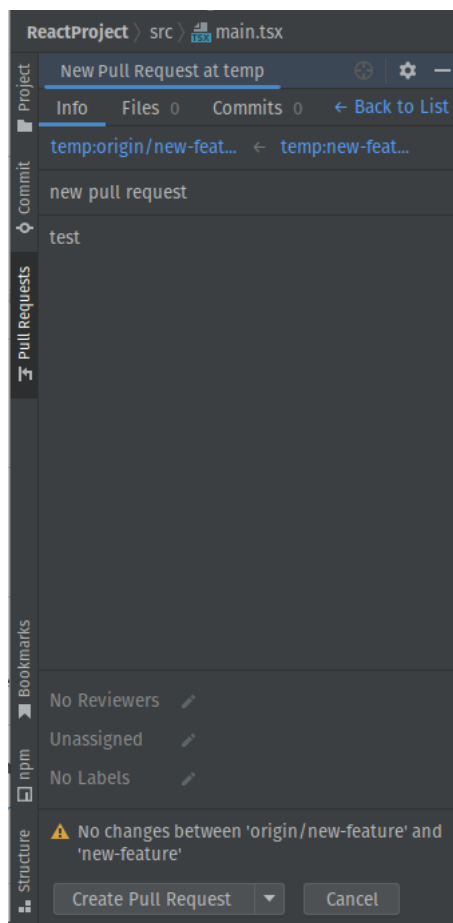 ReactProject > src > main.tsx
New Pull Request at temp
Info Files 0 Commits 0 ← Back to List
temp:origin/new-feat... ← temp:new-feat...
new pull request
test
Project
Commit
Pull Requests
Bookmarks
npm
Structure
No Reviewers
Unassigned
No Labels
No changes between 'origin/new-feature' and
'new-feature'
Create Pull Request Cancel